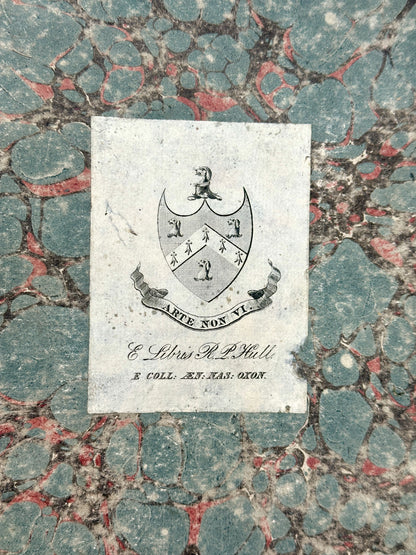 ARTE NON VI
E Libris R. P. Hull
E COLL: ÆN: NAS: OXON.